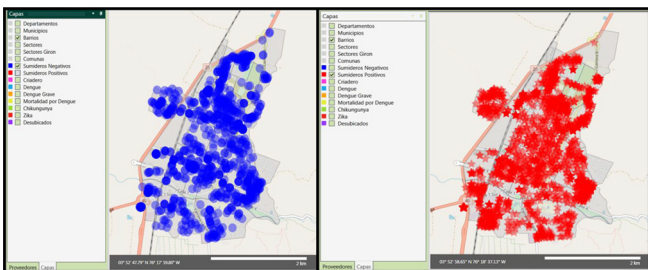 Capas
Departamentos
Municipios
Barrios
Sectores
Sectores Giron
Comunas
Sumideros Negativos
Sumideros Positivos
Criadero
Dengue
Dengue Grave
Mortalidad por Dengue
Chikungunya
Zika
Desubicados
Proveedores Capas
2 km
Capas
Departamentos
Municipios
Barrios
Sectores
Sectores Giron
Comunas
Sumideros Negativos
Sumideros Positivos
Criadero
Dengue
Dengue Grave
Mortalidad por Dengue
Chikungunya
Zika
Desubicados
Proveedores Capas
2 km